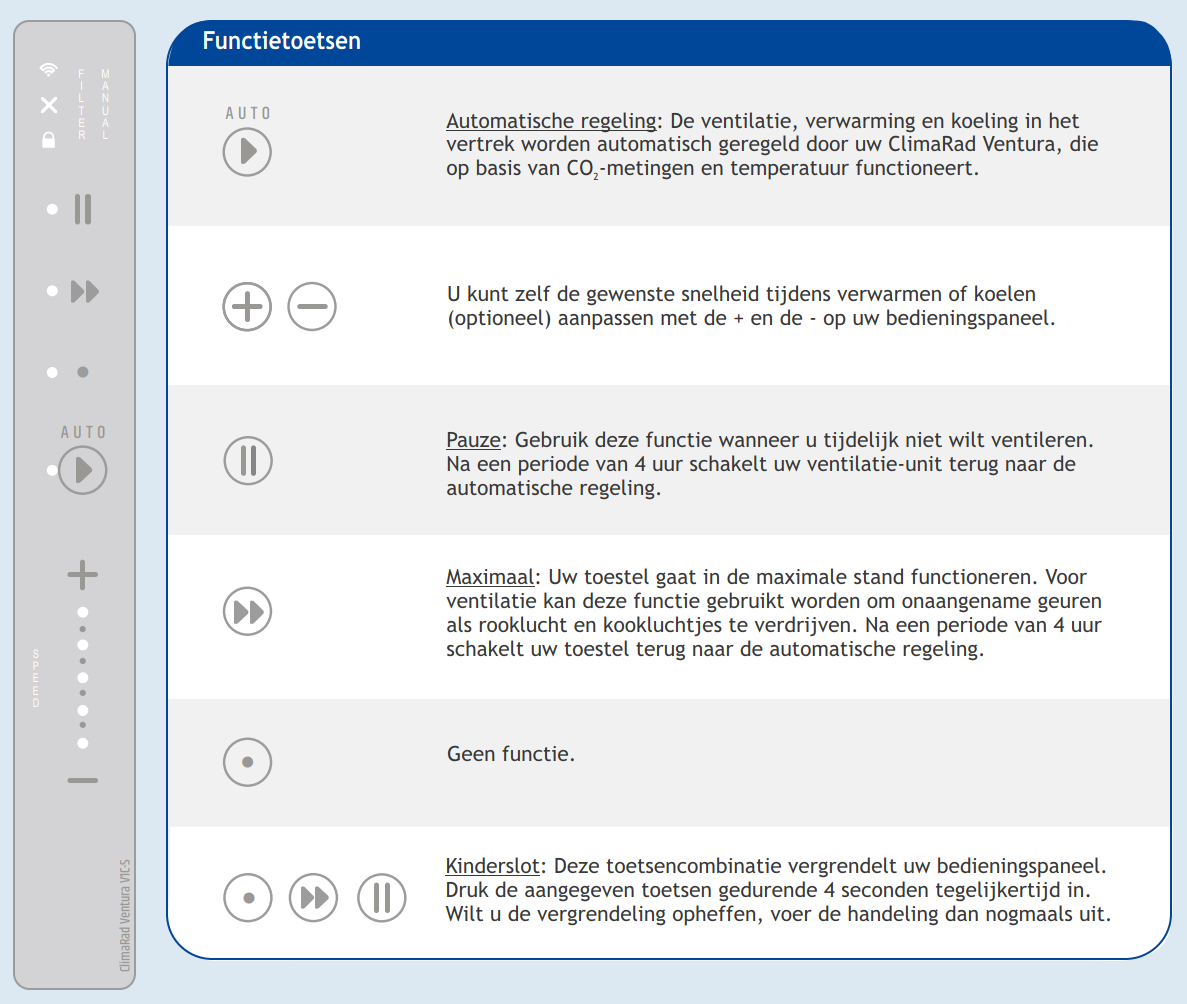 Functietoetsen
FILTER
MANUAL
AUTO
SPEED
ClimaRad Ventura V1C-S
AUTO
Automatische regeling: De ventilatie, verwarming en koeling in het
vertrek worden automatisch geregeld door uw ClimaRad Ventura, die
op basis van CO₂-metingen en temperatuur functioneert.
U kunt zelf de gewenste snelheid tijdens verwarmen of koelen
(optioneel) aanpassen met de + en de - op uw bedieningspaneel.
Pauze: Gebruik deze functie wanneer u tijdelijk niet wilt ventileren.
Na een periode van 4 uur schakelt uw ventilatie-unit terug naar de
automatische regeling.
Maximaal: Uw toestel gaat in de maximale stand functioneren. Voor
ventilatie kan deze functie gebruikt worden om onaangename geuren
als rooklucht en kookluchtjes te verdrijven. Na een periode van 4 uur
schakelt uw toestel terug naar de automatische regeling.
Geen functie.
Kinderslot: Deze toetsencombinatie vergrendelt uw bedieningspaneel.
Druk de aangegeven toetsen gedurende 4 seconden tegelijkertijd in.
Wilt u de vergrendeling opheffen, voer de handeling dan nogmaals uit.